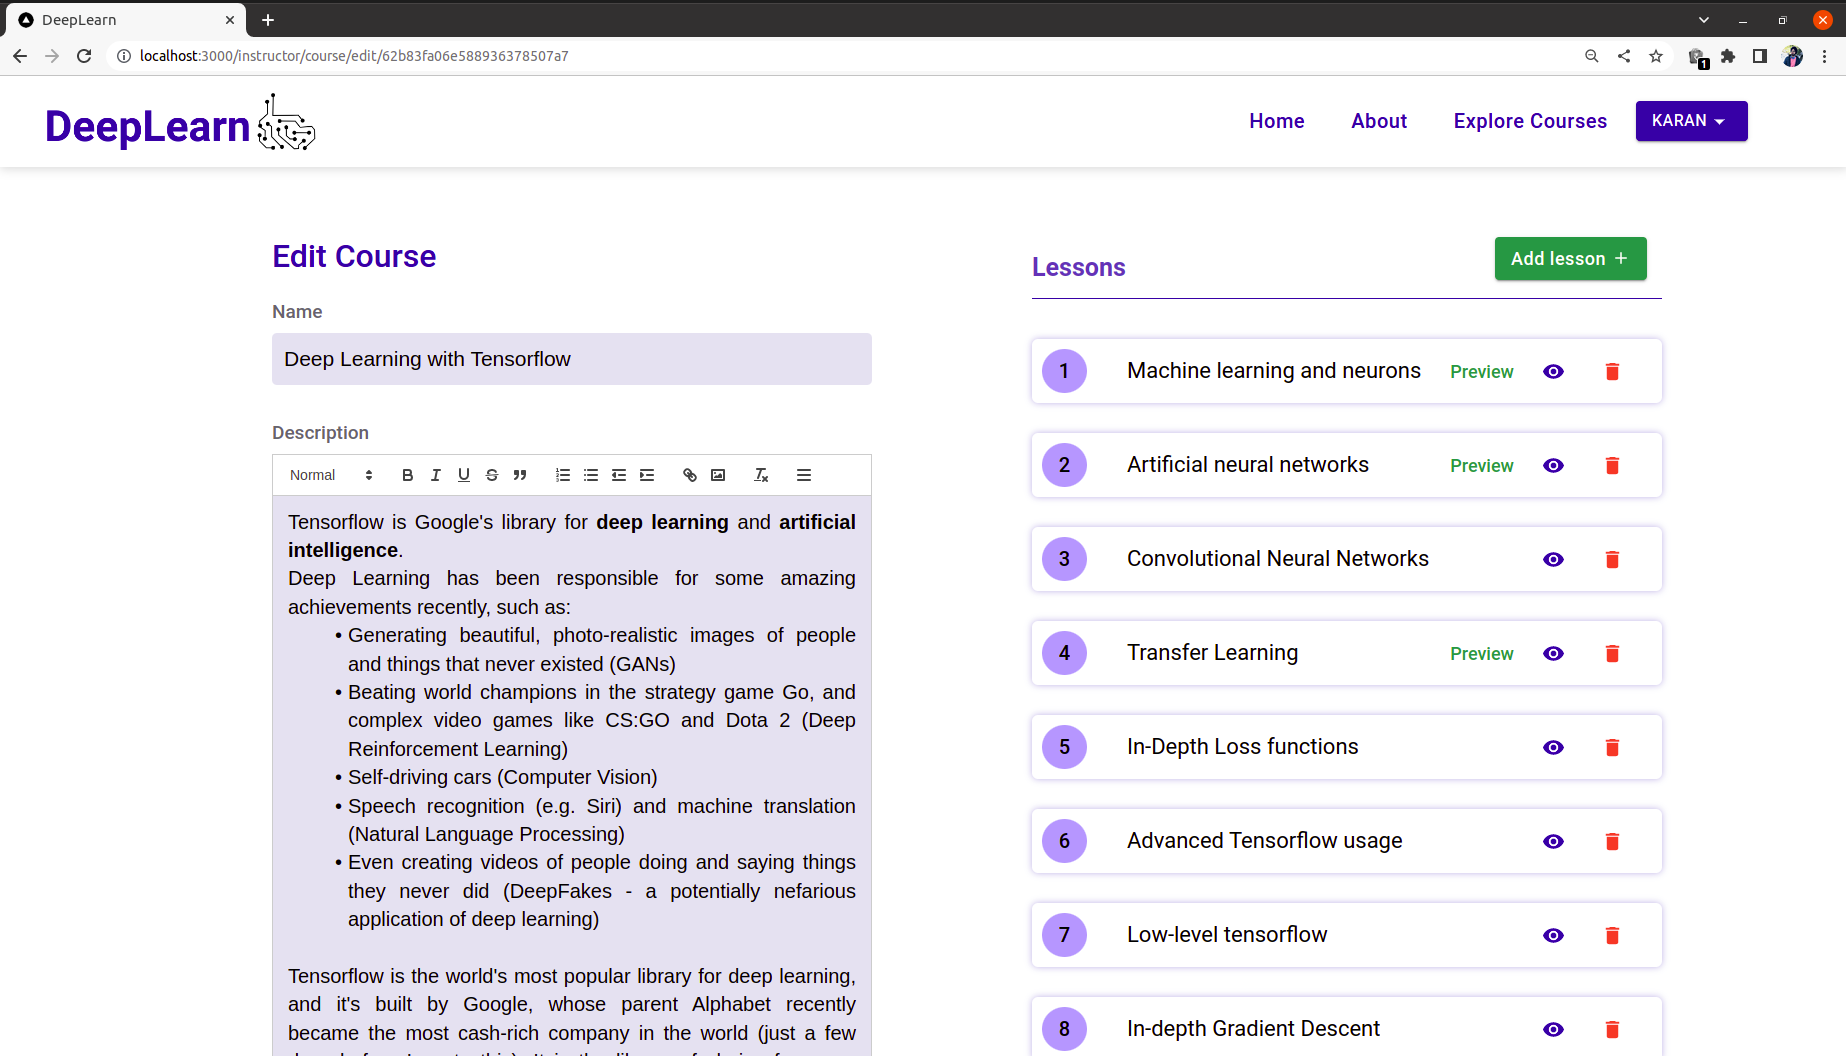 DeepLearn
localhost:3000/instructor/course/edit/62b83fa06e588936378507a7
1
DeepLearn
Home
About
Explore Courses
KARAN
Edit Course
Name
Deep Learning with Tensorflow
Description
Normal
Tensorflow is Google's library for deep learning and artificial
intelligence.
Deep Learning has been responsible for some amazing
achievements recently, such as:
• Generating beautiful, photo-realistic images of people
and things that never existed (GANs)
• Beating world champions in the strategy game Go, and
complex video games like CS:GO and Dota 2 (Deep
Reinforcement Learning)
• Self-driving cars (Computer Vision)
• Speech recognition (e.g. Siri) and machine translation
(Natural Language Processing)
• Even creating videos of people doing and saying things
they never did (DeepFakes - a potentially nefarious
application of deep learning)
Tensorflow is the world's most popular library for deep learning,
and it's built by Google, whose parent Alphabet recently
became the most cash-rich company in the world (just a few
Lessons
Add lesson +
1 Machine learning and neurons Preview
2 Artificial neural networks Preview
3 Convolutional Neural Networks
4 Transfer Learning Preview
5 In-Depth Loss functions
6 Advanced Tensorflow usage
7 Low-level tensorflow
8 In-depth Gradient Descent